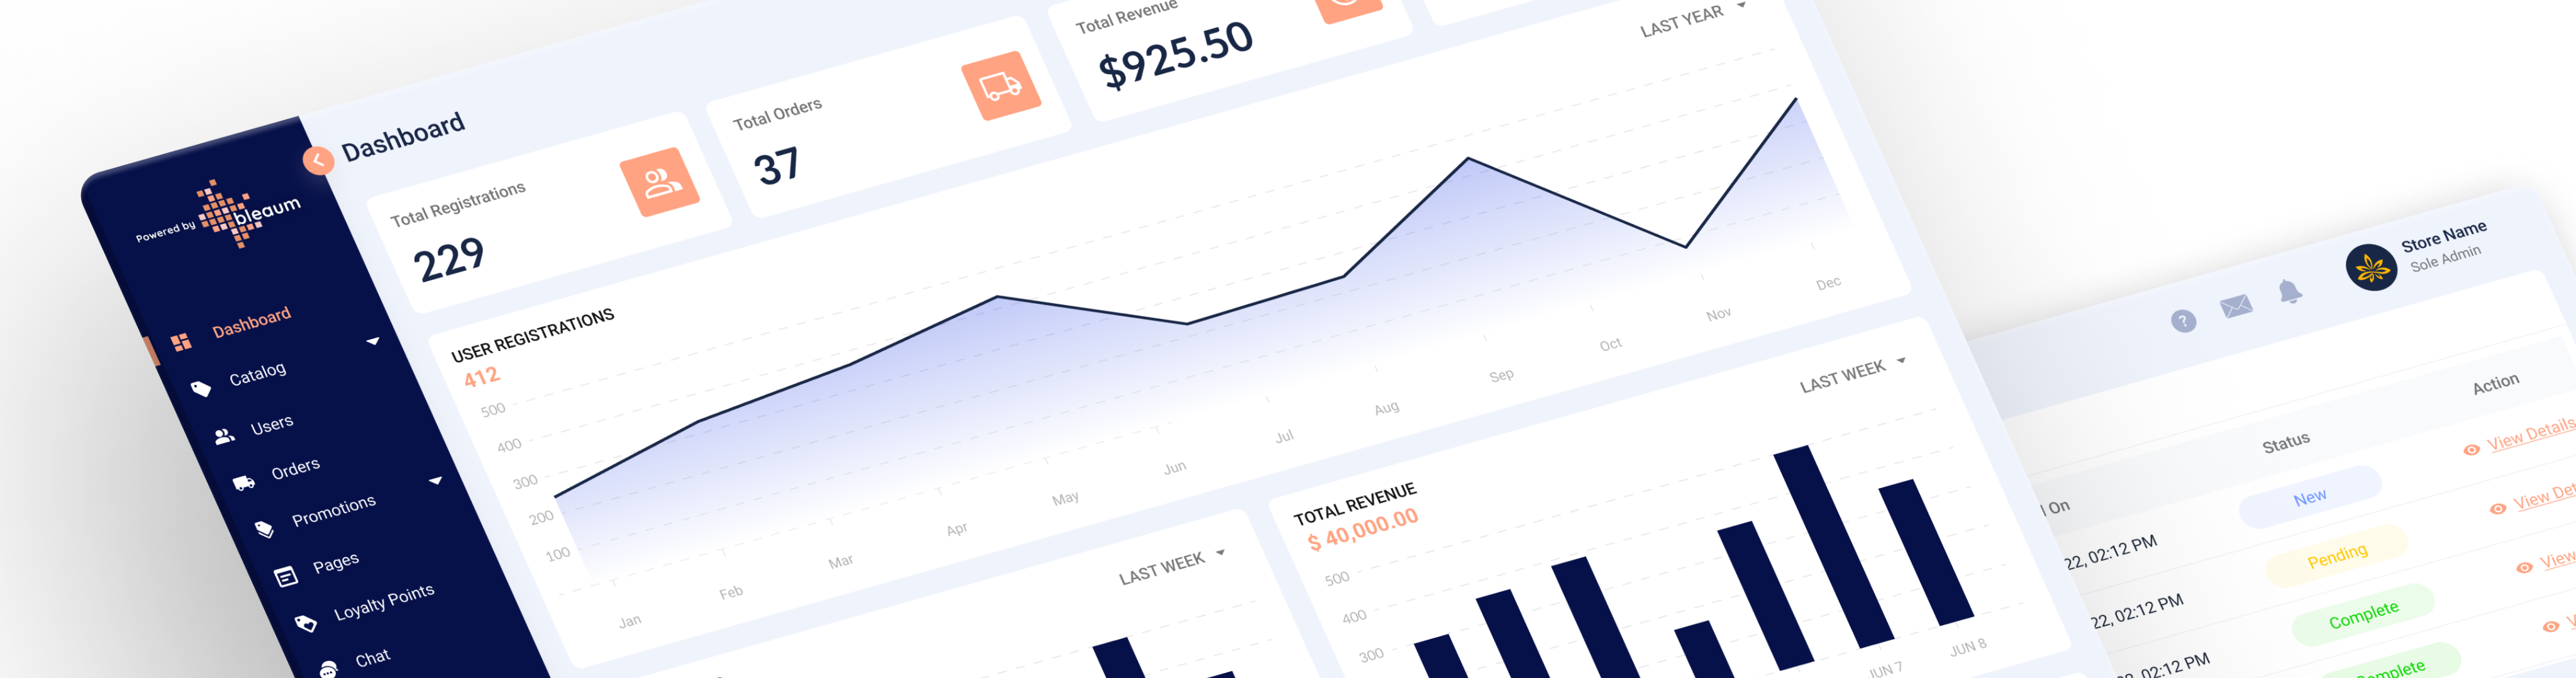 Powered by bleaum
Dashboard
Catalog
Users
Orders
Promotions
Pages
Loyalty Points
Chat
Dashboard
Total Registrations
229
Total Orders
37
Total Revenue
$925.50
USER REGISTRATIONS
412
LAST YEAR
500
400
300
200
100
Jan
Feb
Mar
Apr
May
Jun
Jul
Aug
Sep
Oct
Nov
Dec
LAST WEEK
TOTAL REVENUE
$ 40,000.00
LAST WEEK
500
400
300
JUN 7
JUN 8
?
Store Name
Sole Admin
On
Status
Action
22, 02:12 PM
New
View Details
22, 02:12 PM
Pending
View Det
Complete
View
02:12 PM
omplete